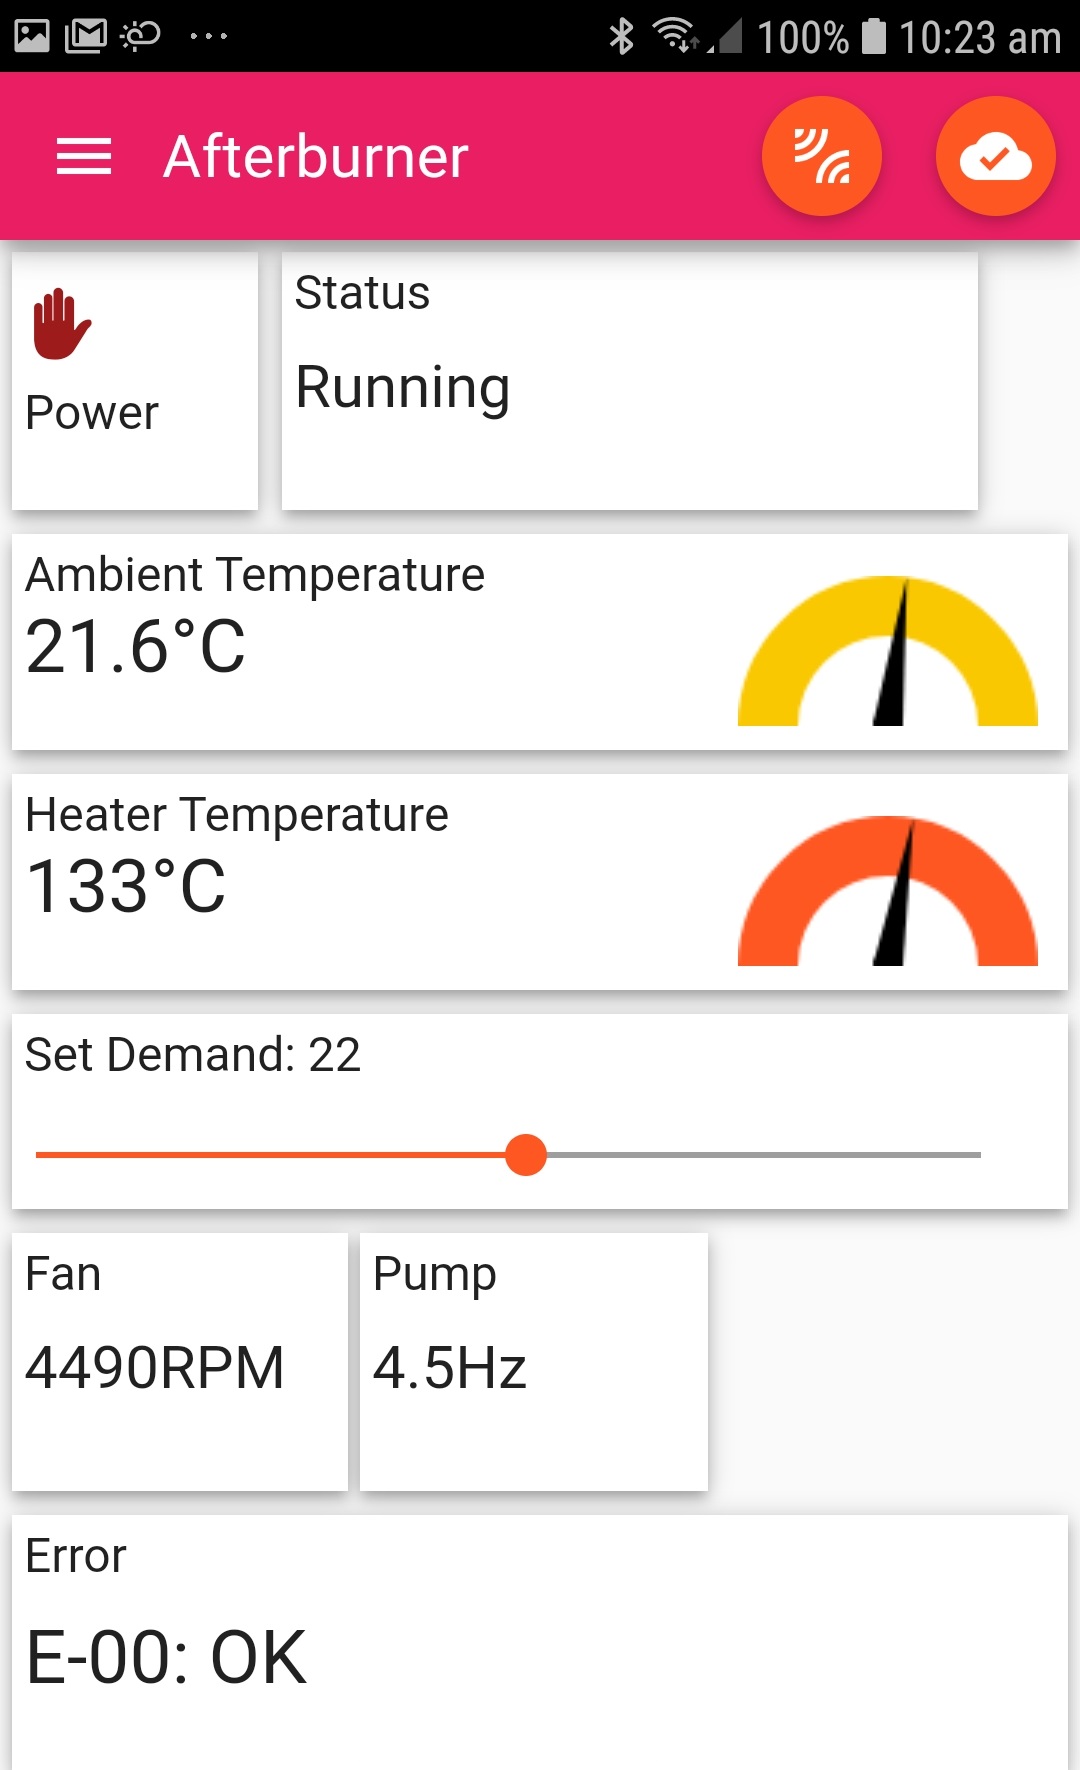 100% 10:23 am
Afterburner
Power
Status
Running
Ambient Temperature
21.6°C
Heater Temperature
133°C
Set Demand: 22
Fan
4490RPM
Pump
4.5Hz
Error
E-00: OK